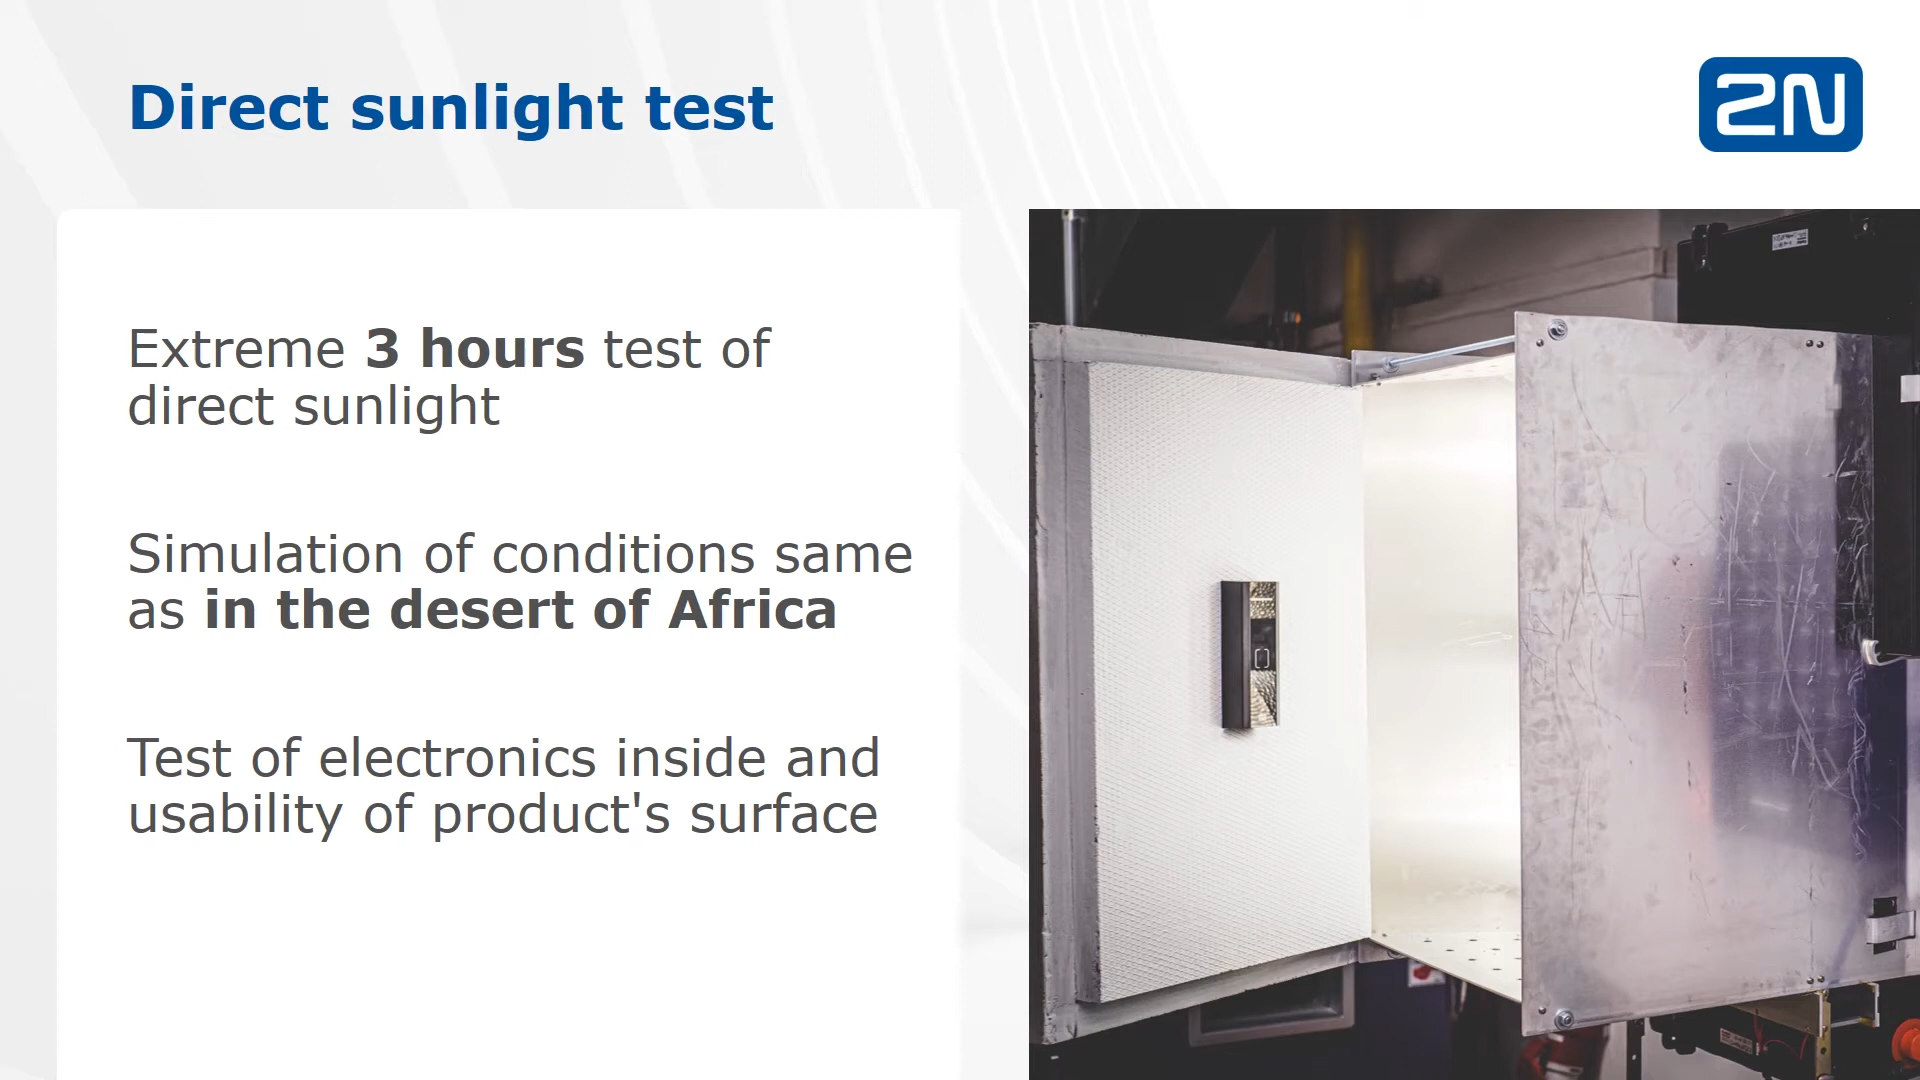 Direct sunlight test
2N
Extreme 3 hours test of
direct sunlight
Simulation of conditions same
as in the desert of Africa
Test of electronics inside and
usability of product's surface